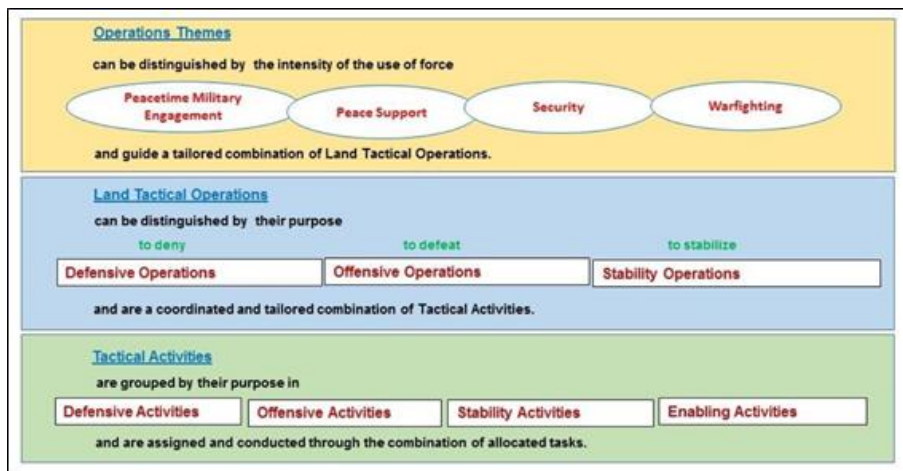 Operations Themes
can be distinguished by the intensity of the use of force
Peacetime Military
Engagement
Peace Support
Security
Warfighting
and guide a tailored combination of Land Tactical Operations.
Land Tactical Operations
can be distinguished by their purpose
to deny to defeat to stabilize
Defensive Operations Offensive Operations Stability Operations
and are a coordinated and tailored combination of Tactical Activities.
Tactical Activities
are grouped by their purpose in
Defensive Activities Offensive Activities Stability Activities Enabling Activities
and are assigned and conducted through the combination of allocated tasks.